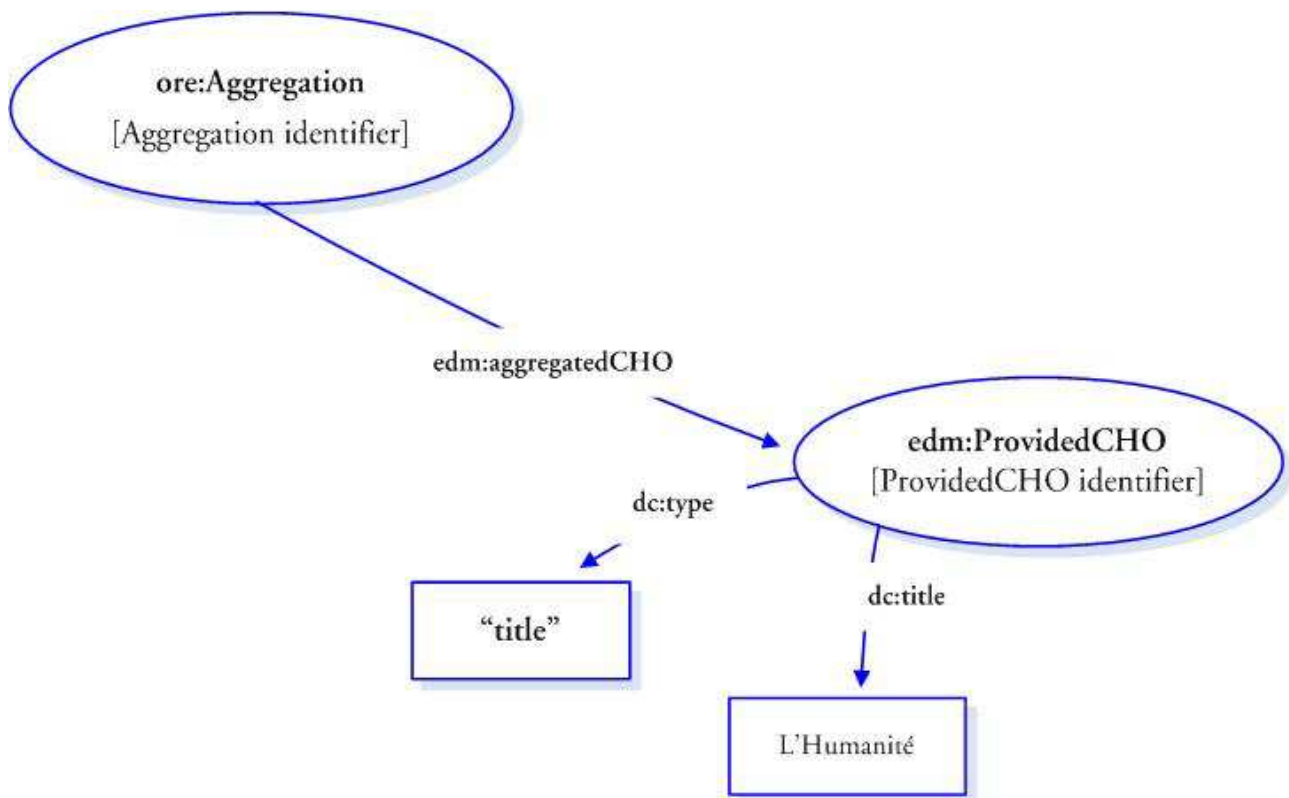 ore:Aggregation
[Aggregation identifier]
edm:aggregatedCHO
edm:ProvidedCHO
[ProvidedCHO identifier]
dc:type
dc:title
“title”
L’Humanité